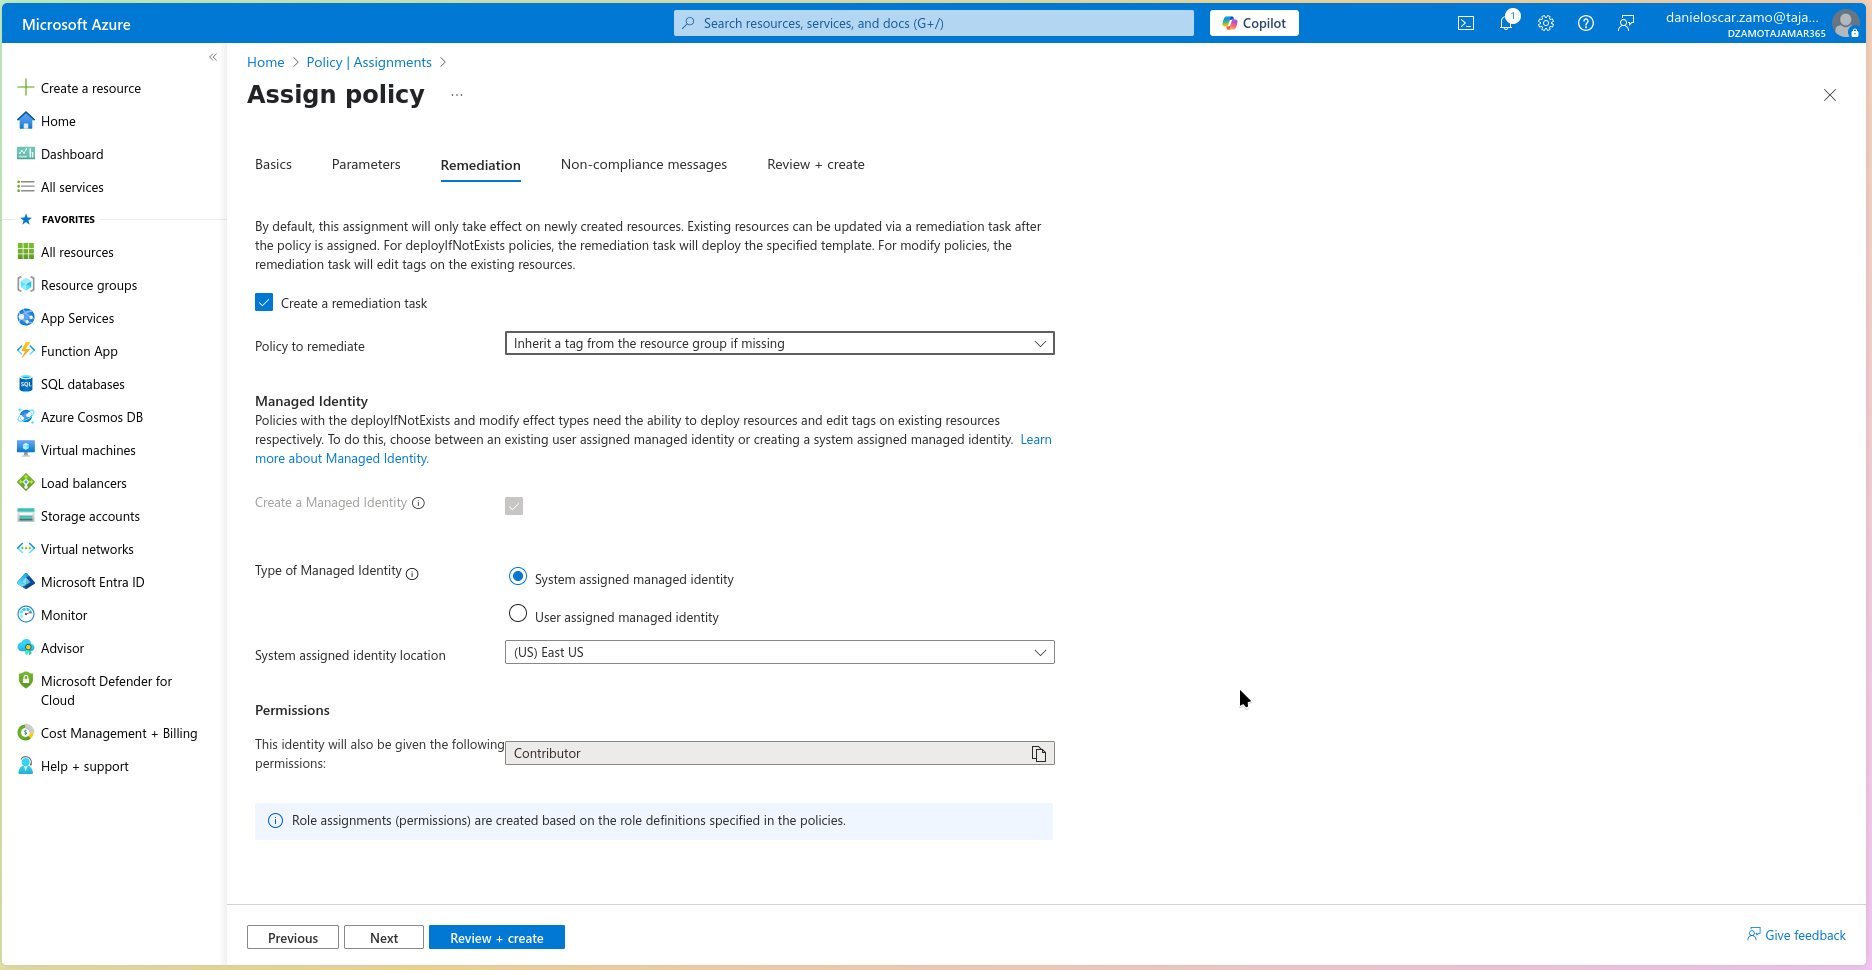 Microsoft Azure
Search resources, services, and docs (G+/)
Copilot
1
danieloscar.zamo@taja...
DZAMOTAJAMAR365
Create a resource
Home
Dashboard
All services
FAVORITES
All resources
Resource groups
App Services
Function App
SQL
SQL databases
Azure Cosmos DB
Virtual machines
Load balancers
Storage accounts
Virtual networks
Microsoft Entra ID
Monitor
Advisor
Microsoft Defender for
Cloud
Cost Management + Billing
Help + support
Home > Policy | Assignments >
Assign policy ...
Basics Parameters Remediation Non-compliance messages Review + create
By default, this assignment will only take effect on newly created resources. Existing resources can be updated via a remediation task after
the policy is assigned. For deployIfNotExists policies, the remediation task will deploy the specified template. For modify policies, the
remediation task will edit tags on the existing resources.
Create a remediation task
Policy to remediate Inherit a tag from the resource group if missing
Managed Identity
Policies with the deployIfNotExists and modify effect types need the ability to deploy resources and edit tags on existing resources
respectively. To do this, choose between an existing user assigned managed identity or creating a system assigned managed identity. Learn
more about Managed Identity.
Create a Managed Identity
Type of Managed Identity System assigned managed identity
User assigned managed identity
System assigned identity location (US) East US
Permissions
This identity will also be given the following
permissions:
Contributor
Role assignments (permissions) are created based on the role definitions specified in the policies.
Previous Next Review + create Give feedback